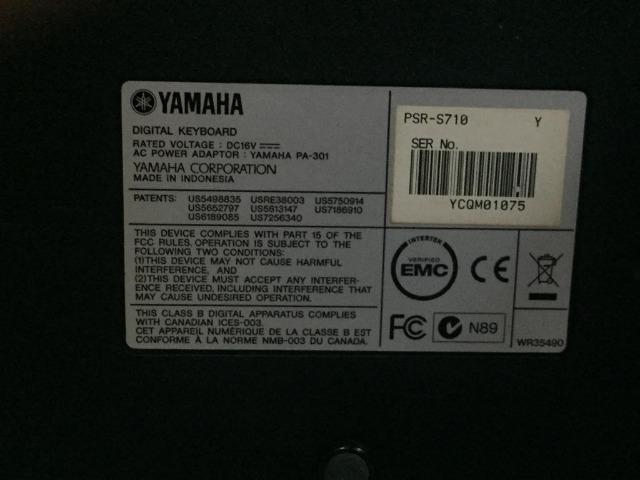 YAMAHA
DIGITAL KEYBOARD
RATED VOLTAGE : DC16V
AC POWER ADAPTOR : YAMAHA PA-301
YAMAHA CORPORATION
MADE IN INDONESIA
PATENTS: US5498835 USRE38003 US5750914
US5652797 US5613147 US7186910
US6189085 US7256340
THIS DEVICE COMPLIES WITH PART 15 OF THE
FCC RULES. OPERATION IS SUBJECT TO THE
FOLLOWING TWO CONDITIONS:
(1)THIS DEVICE MAY NOT CAUSE HARMFUL
INTERFERENCE, AND
(2)THIS DEVICE MUST ACCEPT ANY INTERFER-
ENCE RECEIVED, INCLUDING INTERFERENCE THAT
MAY CAUSE UNDESIRED OPERATION.
THIS CLASS B DIGITAL APPARATUS COMPLIES
WITH CANADIAN ICES-003.
CET APPAREIL NUMÉRIQUE DE LA CLASSE B EST
CONFORME À LA NORME NMB-003 DU CANADA.
PSR-S710 Y
SER No.
YCQM01075
INTERTEK
VERIFIED
EMC
CE
FC
N89
WR35490